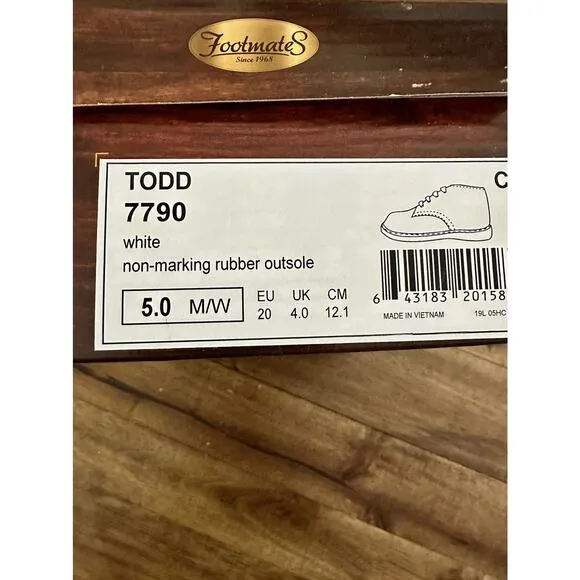 FootmateS
Since 1968
TODD
7790
white
non-marking rubber outsole
5.0 M/W
EU UK CM
20 4.0 12.1
C
6 43183 20158
MADE IN VIETNAM 19L 05HC